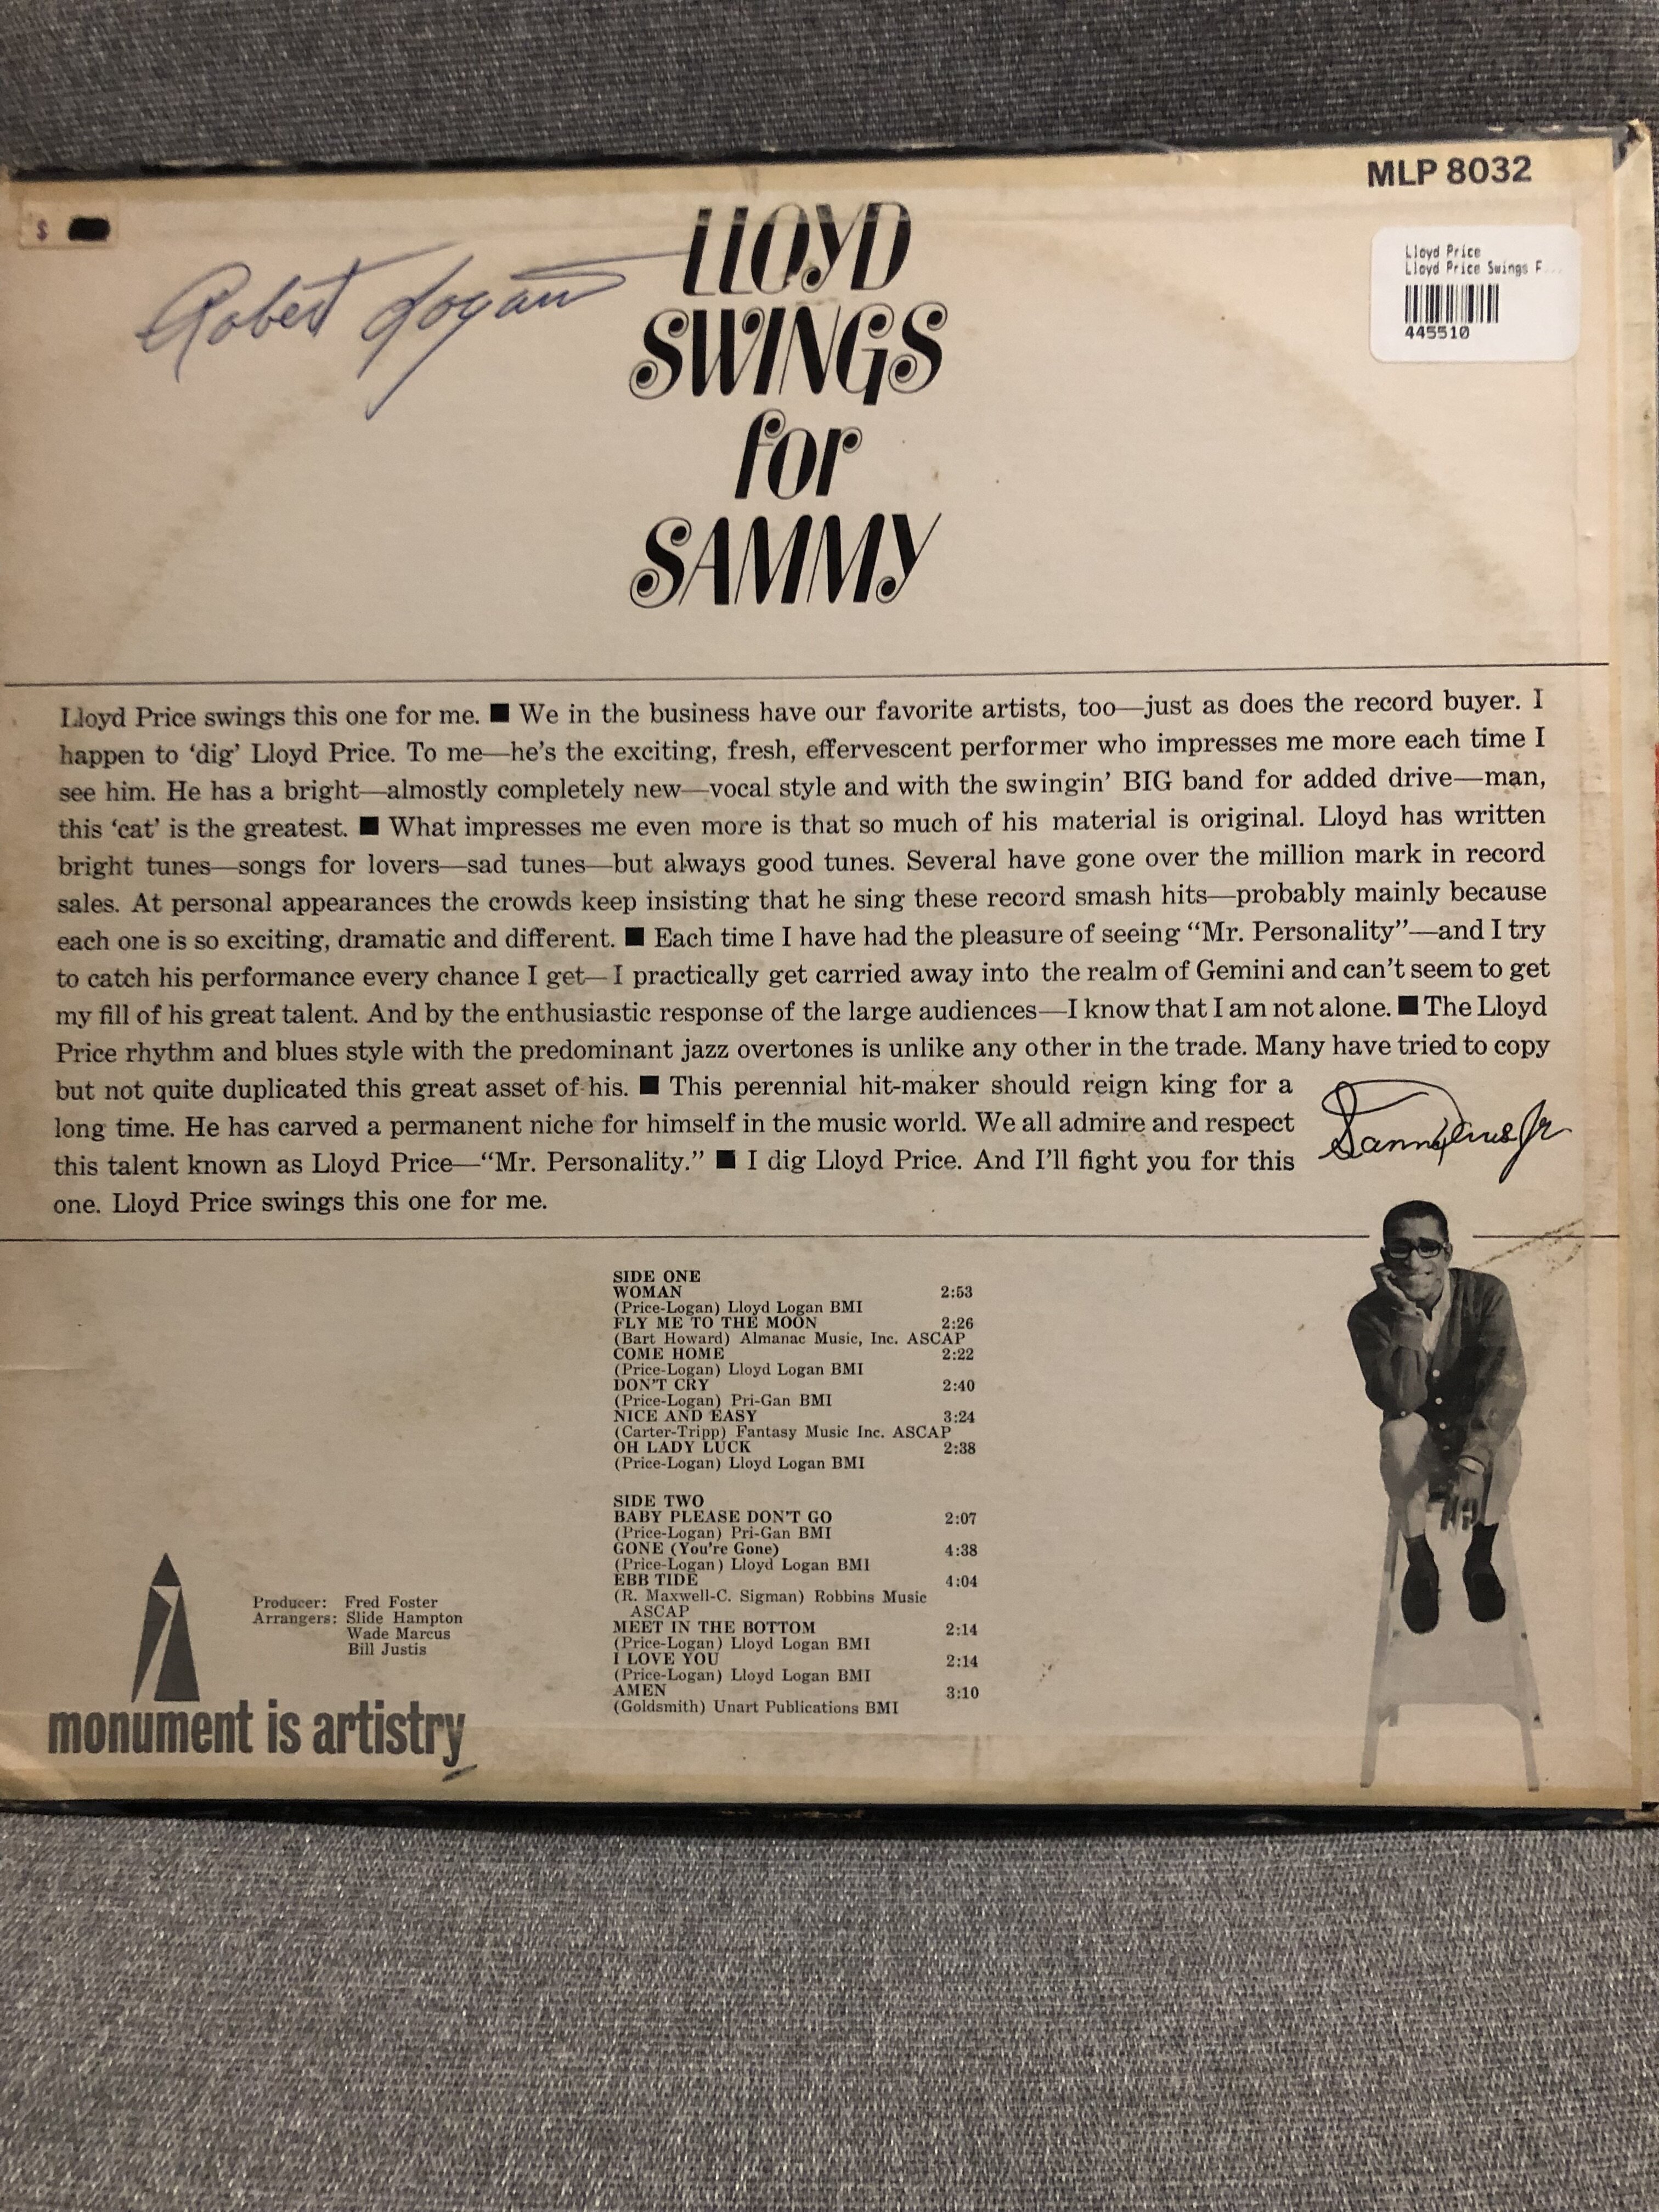 MLP 8032
$
Robert Logan
LLOYD
SWINGS
for
SAMMY
Lloyd Price
Lloyd Price Swings F...
445510
Lloyd Price swings this one for me. ■ We in the business have our favorite artists, too—just as does the record buyer. I
happen to ‘dig’ Lloyd Price. To me—he’s the exciting, fresh, effervescent performer who impresses me more each time I
see him. He has a bright—almostly completely new—vocal style and with the swingin’ BIG band for added drive—man,
this ‘cat’ is the greatest. ■ What impresses me even more is that so much of his material is original. Lloyd has written
bright tunes—songs for lovers—sad tunes—but always good tunes. Several have gone over the million mark in record
sales. At personal appearances the crowds keep insisting that he sing these record smash hits—probably mainly because
each one is so exciting, dramatic and different. ■ Each time I have had the pleasure of seeing “Mr. Personality”—and I try
to catch his performance every chance I get—I practically get carried away into the realm of Gemini and can’t seem to get
my fill of his great talent. And by the enthusiastic response of the large audiences—I know that I am not alone. ■ The Lloyd
Price rhythm and blues style with the predominant jazz overtones is unlike any other in the trade. Many have tried to copy
but not quite duplicated this great asset of his. ■ This perennial hit-maker should reign king for a
long time. He has carved a permanent niche for himself in the music world. We all admire and respect
this talent known as Lloyd Price—“Mr. Personality.” ■ I dig Lloyd Price. And I’ll fight you for this
one. Lloyd Price swings this one for me.
Sammy Davis Jr
SIDE ONE
WOMAN 2:53
(Price-Logan) Lloyd Logan BMI
FLY ME TO THE MOON 2:26
(Bart Howard) Almanac Music, Inc. ASCAP
COME HOME 2:22
(Price-Logan) Lloyd Logan BMI
DON’T CRY 2:40
(Price-Logan) Pri-Gan BMI
NICE AND EASY 3:24
(Carter-Tripp) Fantasy Music Inc. ASCAP
OH LADY LUCK 2:38
(Price-Logan) Lloyd Logan BMI
SIDE TWO
BABY PLEASE DON’T GO 2:07
(Price-Logan) Pri-Gan BMI
GONE (You’re Gone) 4:38
(Price-Logan) Lloyd Logan BMI
EBB TIDE 4:04
(R. Maxwell-C. Sigman) Robbins Music
ASCAP
MEET IN THE BOTTOM 2:14
(Price-Logan) Lloyd Logan BMI
I LOVE YOU 2:14
(Price-Logan) Lloyd Logan BMI
AMEN 3:10
(Goldsmith) Unart Publications BMI
Producer: Fred Foster
Arrangers: Slide Hampton
Wade Marcus
Bill Justis
monument is artistry